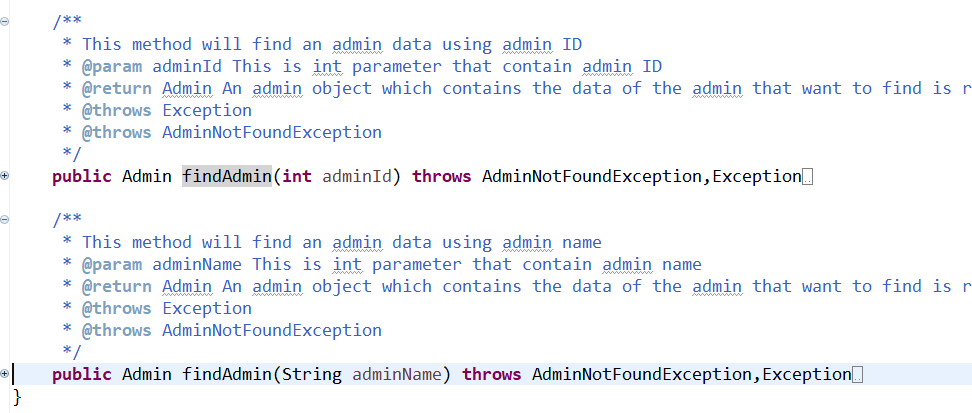 /**
* This method will find an admin data using admin ID
* @param adminId This is int parameter that contain admin ID
* @return Admin An admin object which contains the data of the admin that want to find is r
* @throws Exception
* @throws AdminNotFoundException
*/
public Admin findAdmin(int adminId) throws AdminNotFoundException,Exception
/**
* This method will find an admin data using admin name
* @param adminName This is int parameter that contain admin name
* @return Admin An admin object which contains the data of the admin that want to find is r
* @throws Exception
* @throws AdminNotFoundException
*/
public Admin findAdmin(String adminName) throws AdminNotFoundException,Exception
}